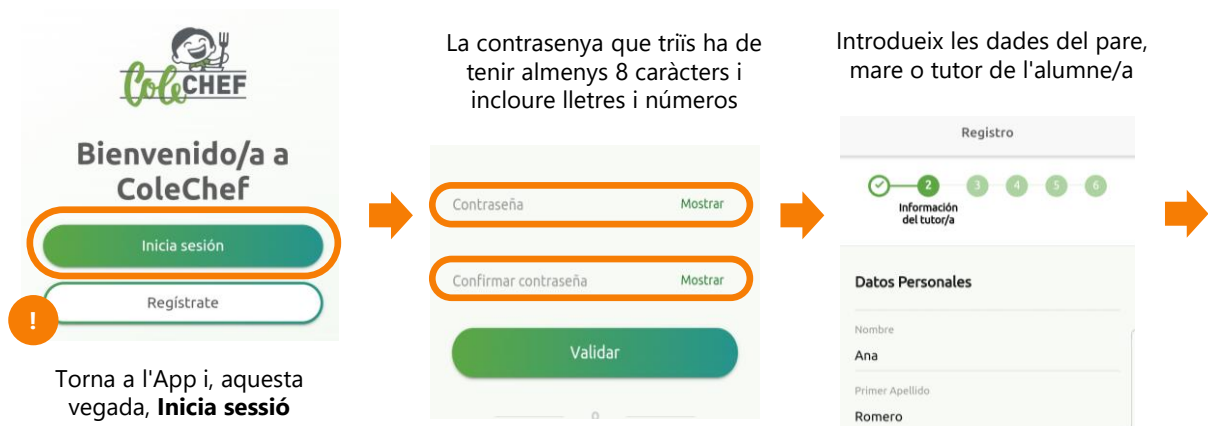 ColeCHEF
Bienvenido/a a
ColeChef
Inicia sesión
Regístrate
!
Torna a l'App i, aquesta
vegada, Inicia sessió
La contrasenya que triïs ha de
tenir almenys 8 caràcters i
incloure lletres i números
Contraseña Mostrar
Confirmar contraseña Mostrar
Validar
Introdueix les dades del pare,
mare o tutor de l'alumne/a
Registro
2 3 4 5 6
Información
del tutor/a
Datos Personales
Nombre
Ana
Primer Apellido
Romero